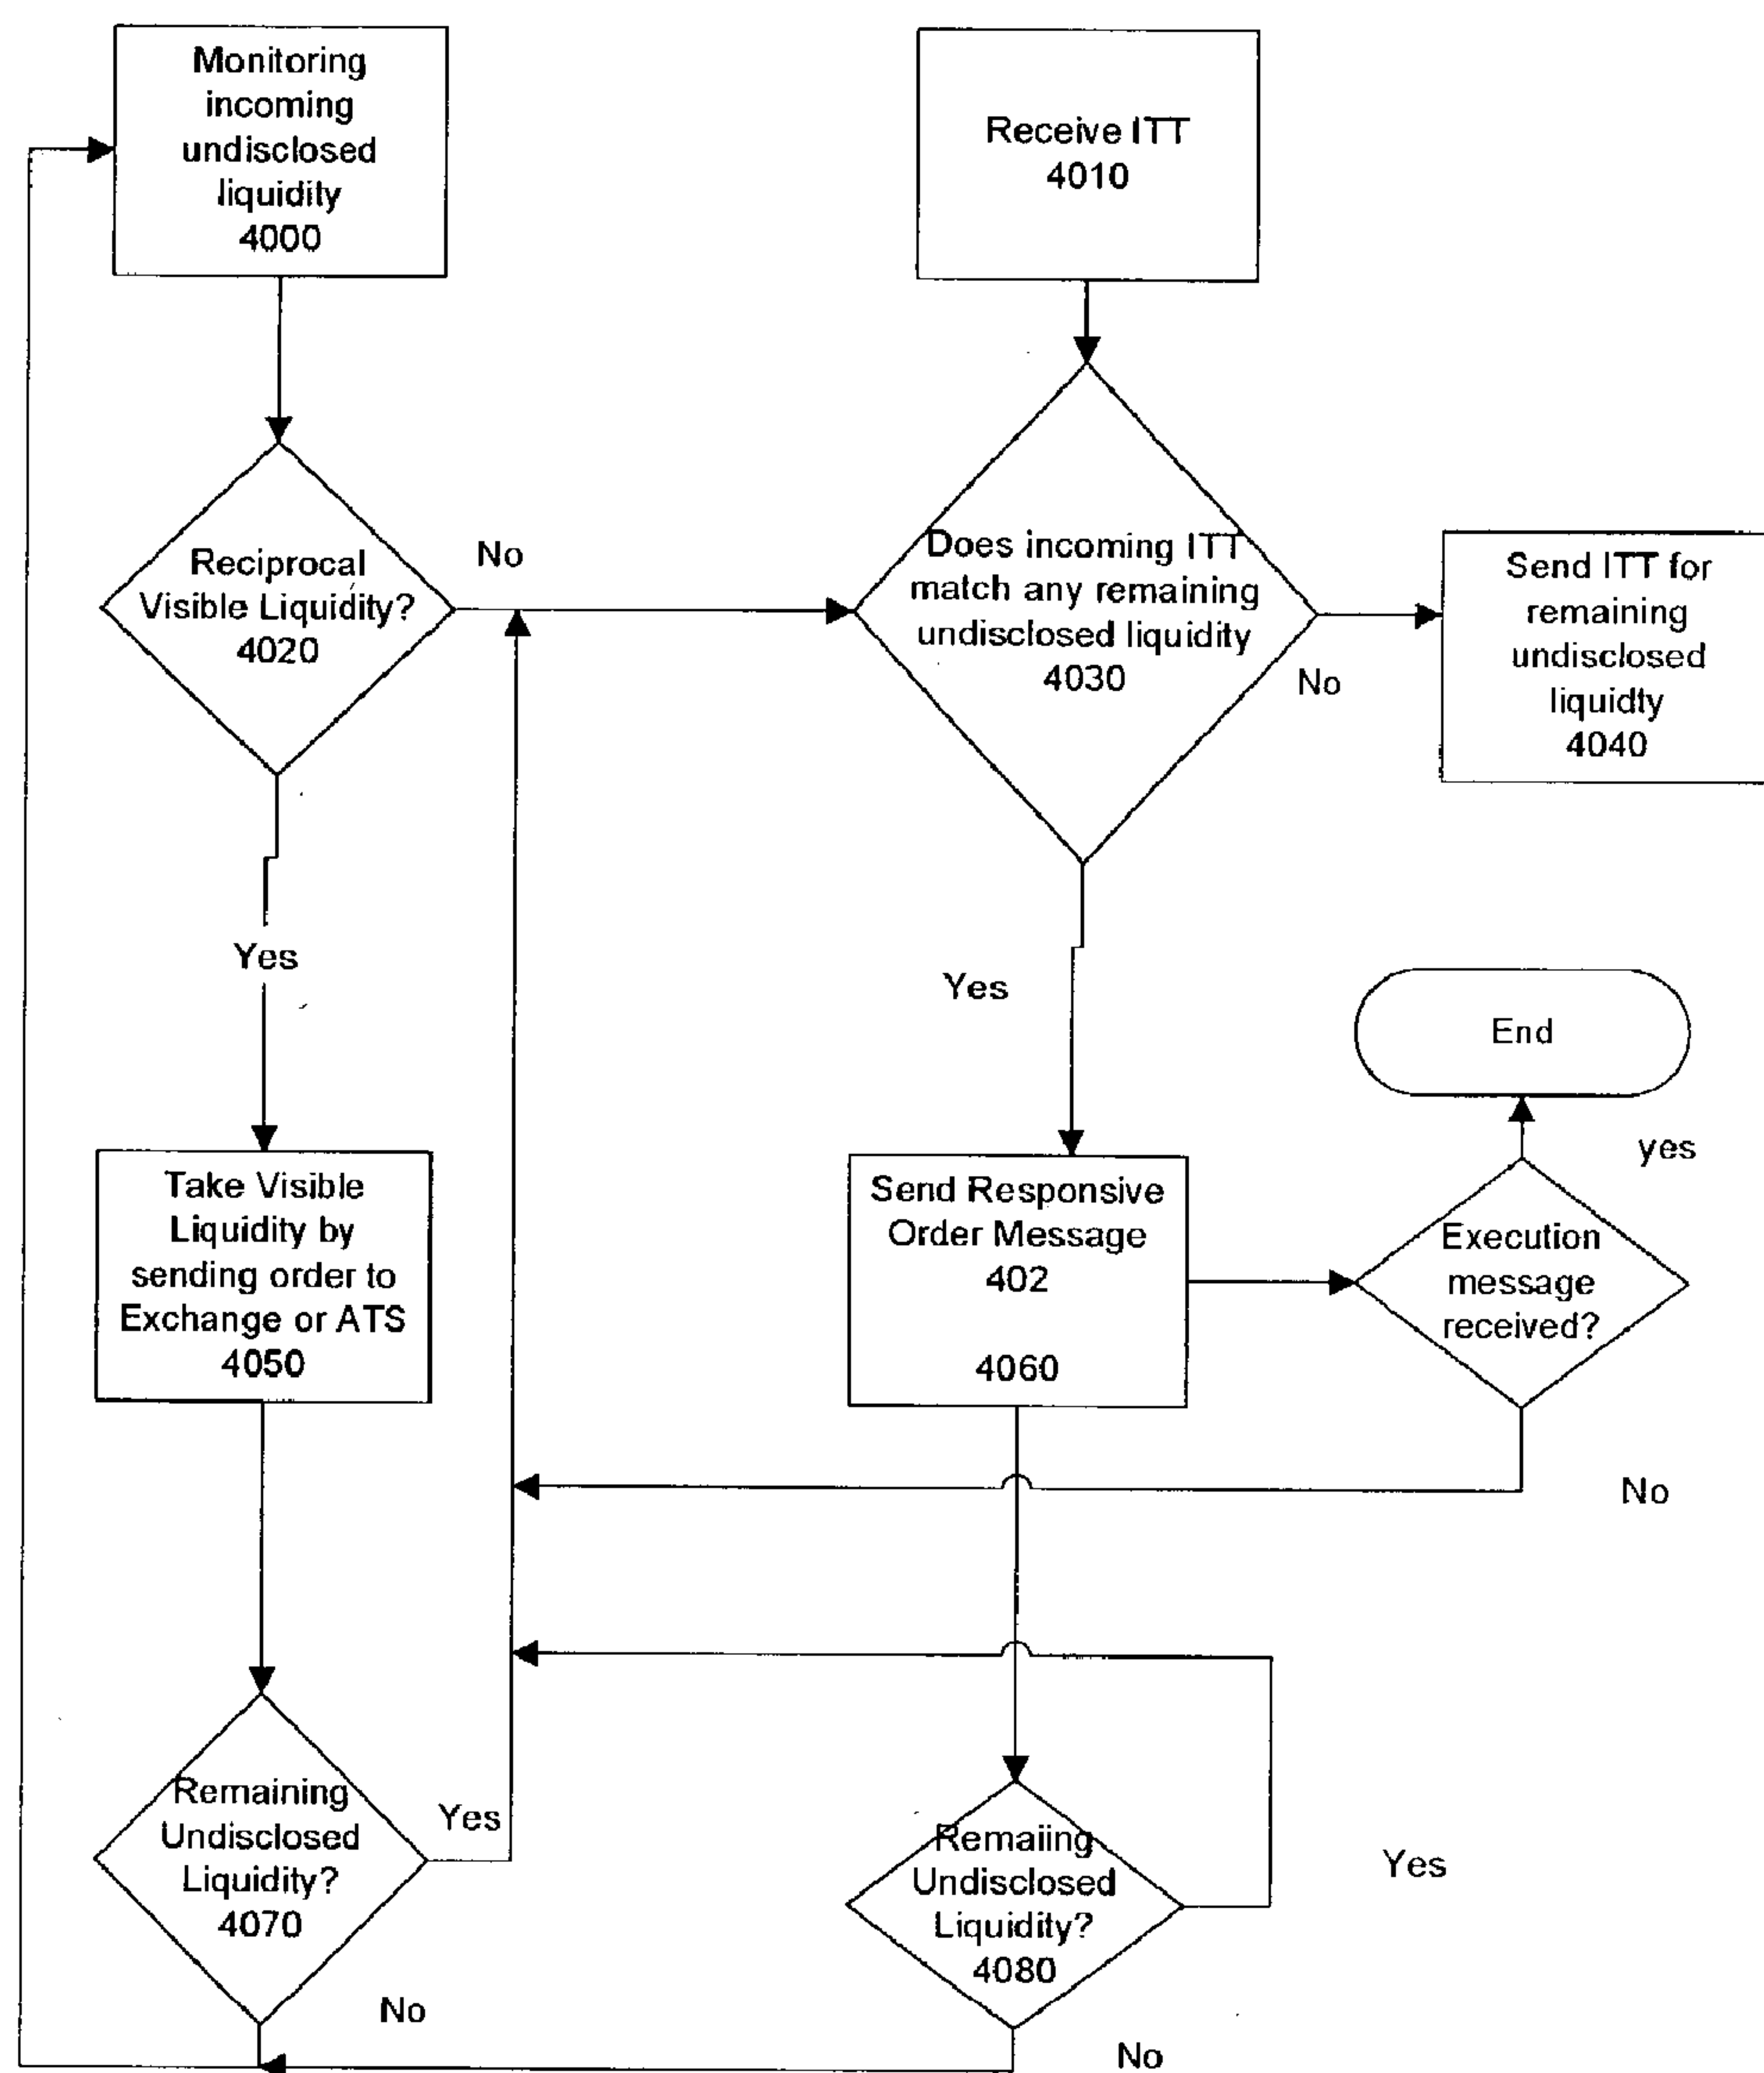 Monitoring
incoming
undisclosed
liquidity
4000
Receive ITT
4010
Reciprocal
Visible Liquidity?
4020
No
Does incoming ITT
match any remaining
undisclosed liquidity
4030
No
Send ITT for
remaining
undisclosed
liquidty
4040
Yes
Yes
End
yes
Take Visible
Liquidity by
sending order to
Exchange or ATS
4050
Send Responsive
Order Message
402
4060
Execution
message
received?
No
Remaining
Undisclosed
Liquidity?
4070
Yes
No
Remaiing
Undisclosed
Liquidity?
4080
Yes
No